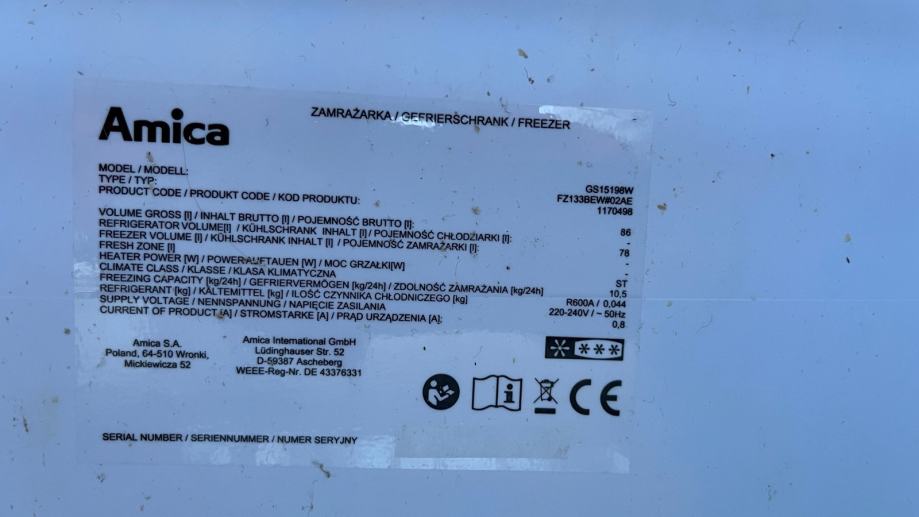 Amica
ZAMRAŻARKA / GEFRIERSCHRANK / FREEZER
MODEL / MODELL: GS15198W
TYPE / TYP: FZ133BEW#02AE
PRODUCT CODE / PRODUKT CODE / KOD PRODUKTU: 1170498
VOLUME GROSS [l] / INHALT BRUTTO [l] / POJEMNOŚĆ BRUTTO [l]: 86
REFRIGERATOR VOLUME[l] / KÜHLSCHRANK INHALT [l] / POJEMNOŚĆ CHŁODZIARKI [l]: -
FREEZER VOLUME [l] / KÜHLSCHRANK INHALT [l] / POJEMNOŚĆ ZAMRAŻARKI [l]: 78
FRESH ZONE [l] -
HEATER POWER [W] / POWERAUFTAUEN [W] / MOC GRZAŁKI[W] -
CLIMATE CLASS / KLASSE / KLASA KLIMATYCZNA ST
FREEZING CAPACITY [kg/24h] / GEFRIERVERMÖGEN [kg/24h] / ZDOLNOŚĆ ZAMRAŻANIA [kg/24h] 10,5
REFRIGERANT [kg] / KÄLTEMITTEL [kg] / ILOŚĆ CZYNNIKA CHŁODNICZEGO [kg] R600A / 0,044
SUPPLY VOLTAGE / NENNSPANNUNG / NAPIĘCIE ZASILANIA 220-240V / ~ 50Hz
CURRENT OF PRODUCT [A] / STROMSTARKE [A] / PRĄD URZĄDZENIA [A]: 0,8
Amica S.A.
Poland, 64-510 Wronki,
Mickiewicza 52
Amica International GmbH
Lüdinghauser Str. 52
D-59387 Ascheberg
WEEE-Reg-Nr. DE 43376331
CE
SERIAL NUMBER / SERIENNUMMER / NUMER SERYJNY